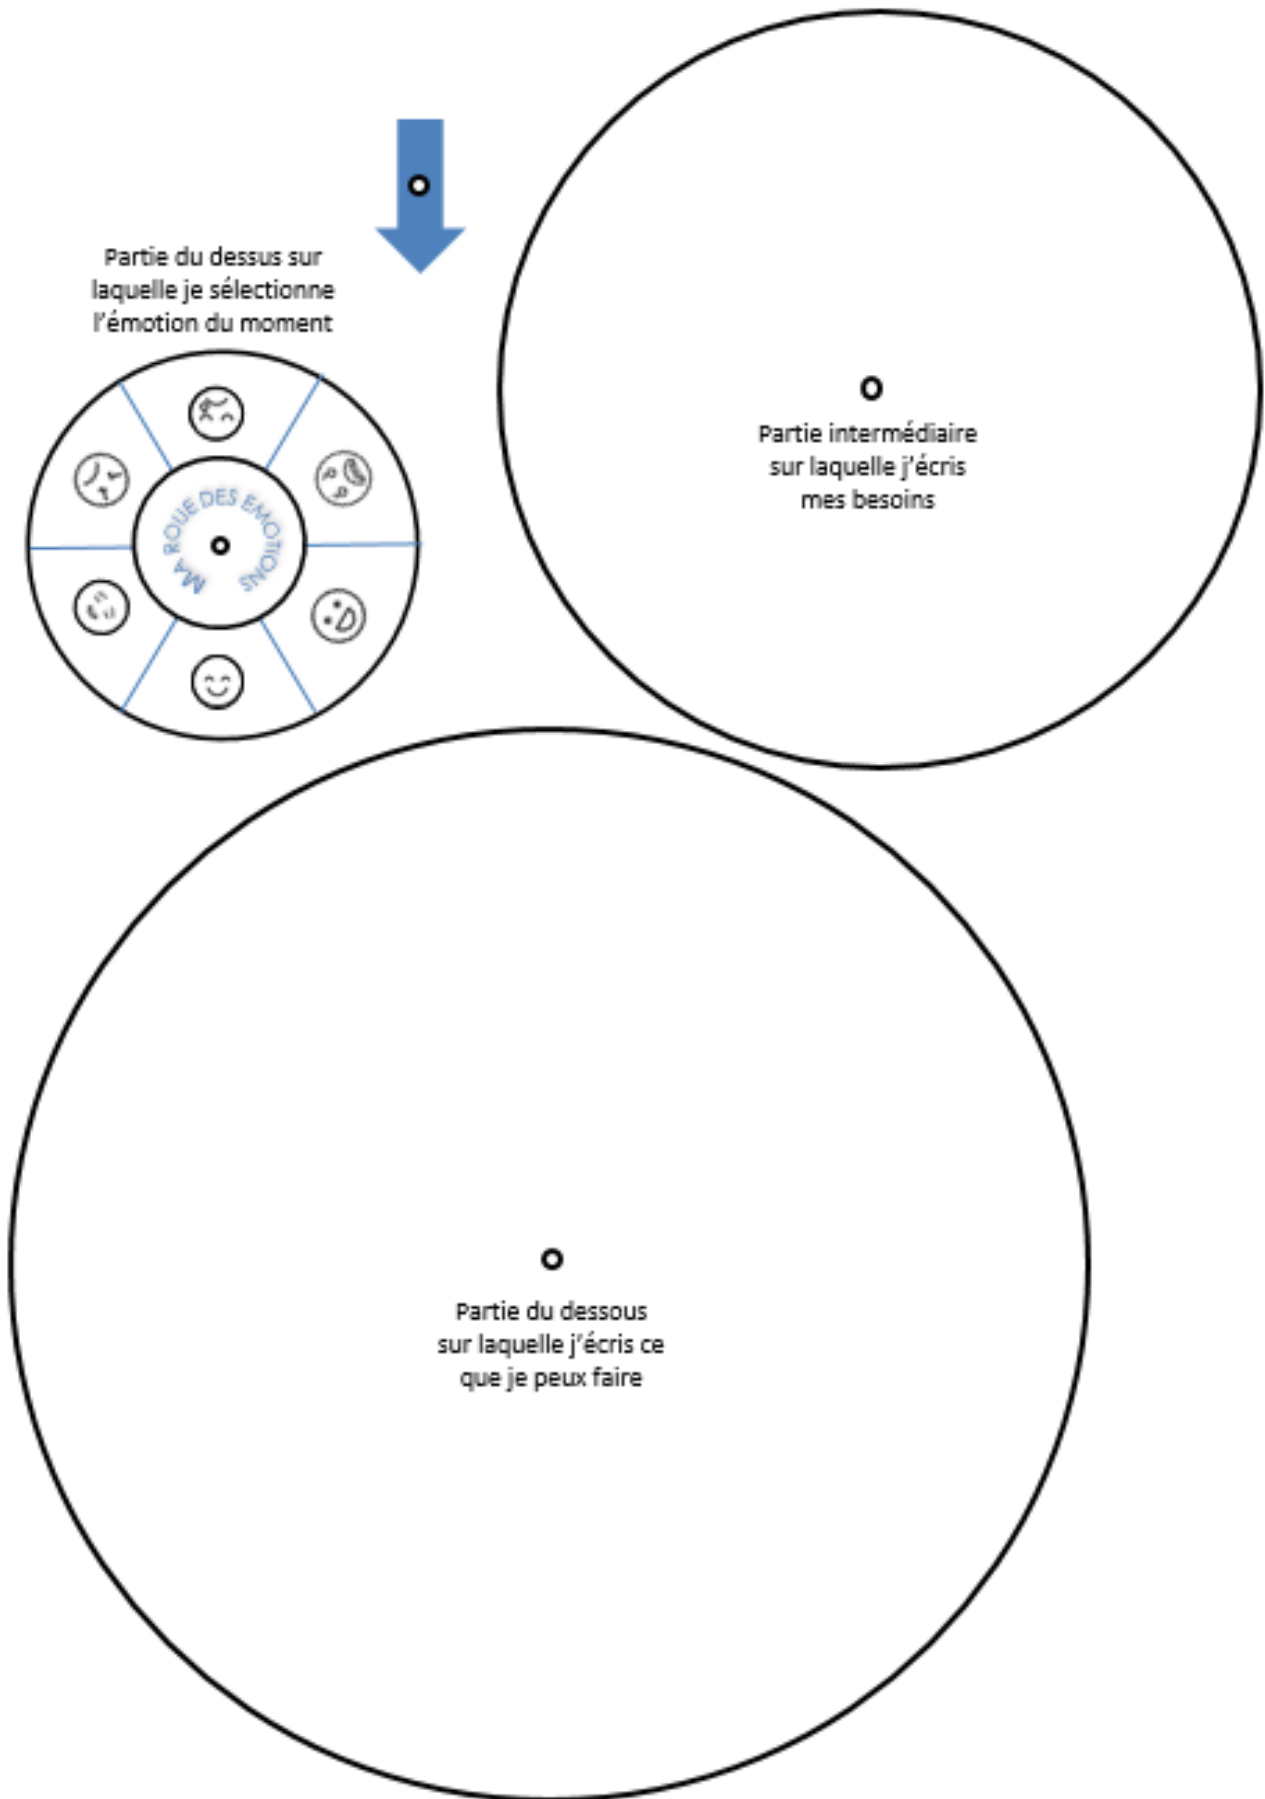 Partie du dessus sur
laquelle je sélectionne
l'émotion du moment
MA ROUE DES EMOTIONS
Partie intermédiaire
sur laquelle j'écris
mes besoins
Partie du dessous
sur laquelle j'écris ce
que je peux faire